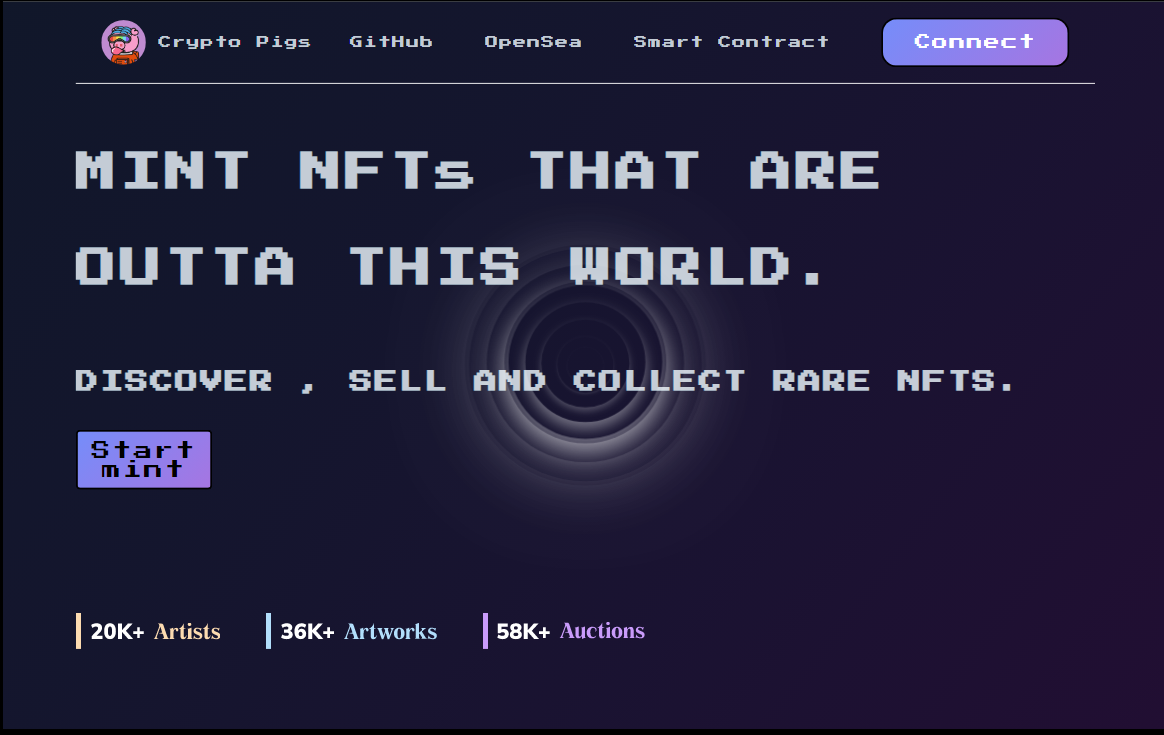 Crypto Pigs GitHub OpenSea Smart Contract Connect
MINT NFTs THAT ARE
OUTTA THIS WORLD.
DISCOVER , SELL AND COLLECT RARE NFTS.
Start
mint
20K+ Artists 36K+ Artworks 58K+ Auctions